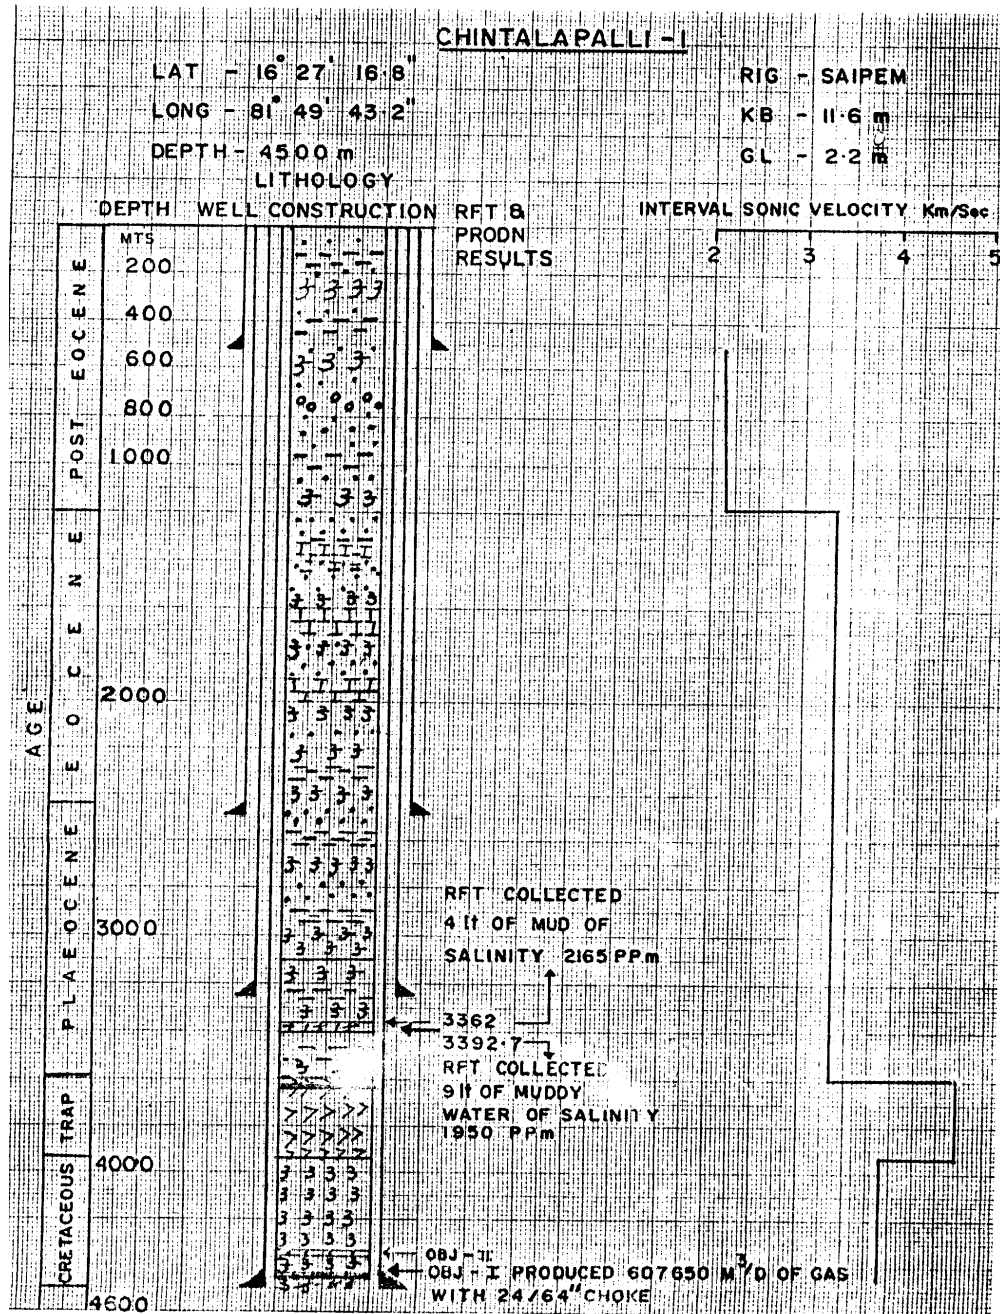 CHINTALAPALLI - I
LAT - 16° 27' 16.8"
LONG - 81° 49' 43.2"
DEPTH - 4500 m
RIG - SAIPEM
KB - 11.6 m
GL - 2.2 m
LITHOLOGY
DEPTH WELL CONSTRUCTION RFT & PRODN RESULTS
INTERVAL SONIC VELOCITY Km/Sec
2 3 4 5
MTS
200
400
600
800
1000
2000
3000
4000
4600
AGE
POST EOCENE
EOCENE
PLAEOCENE
TRAP
CRETACEOUS
RFT COLLECTED
4 lt OF MUD OF
SALINITY 2165 PPm
3362
3392.7
RFT COLLECTED
9 lt OF MUDDY
WATER OF SALINITY
1950 PPm
OBJ - II
OBJ - I PRODUCED 607650 M³/D OF GAS
WITH 24/64" CHOKE